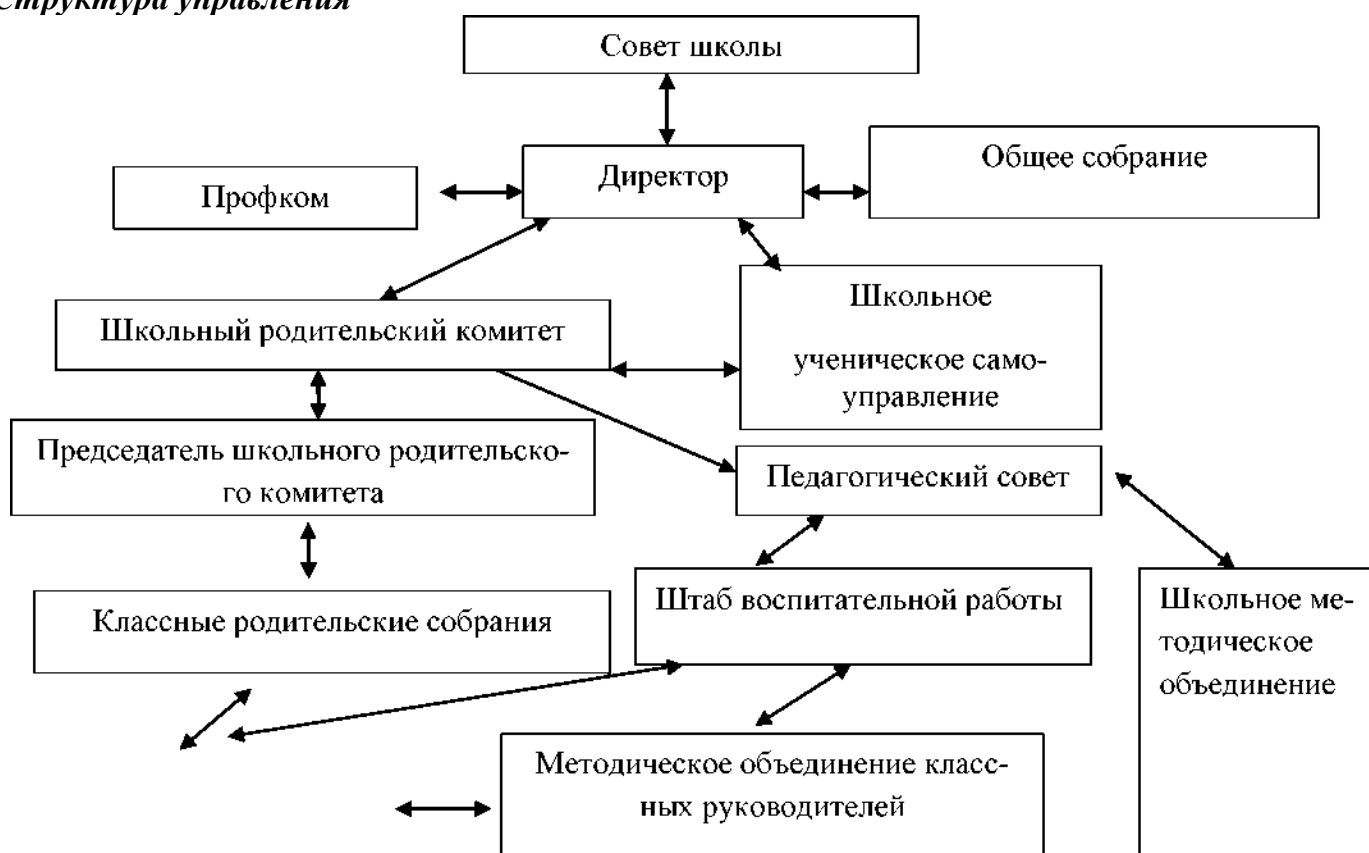 Структура управления
Совет школы
Общее собрание
Директор
Профком
Школьное
ученическое само-
управление
Школьный родительский комитет
Председатель школьного родительско-
го комитета
Педагогический совет
Штаб воспитательной работы
Школьное ме-
тодическое
объединение
Классные родительские собрания
Методическое объединение класс-
ных руководителей